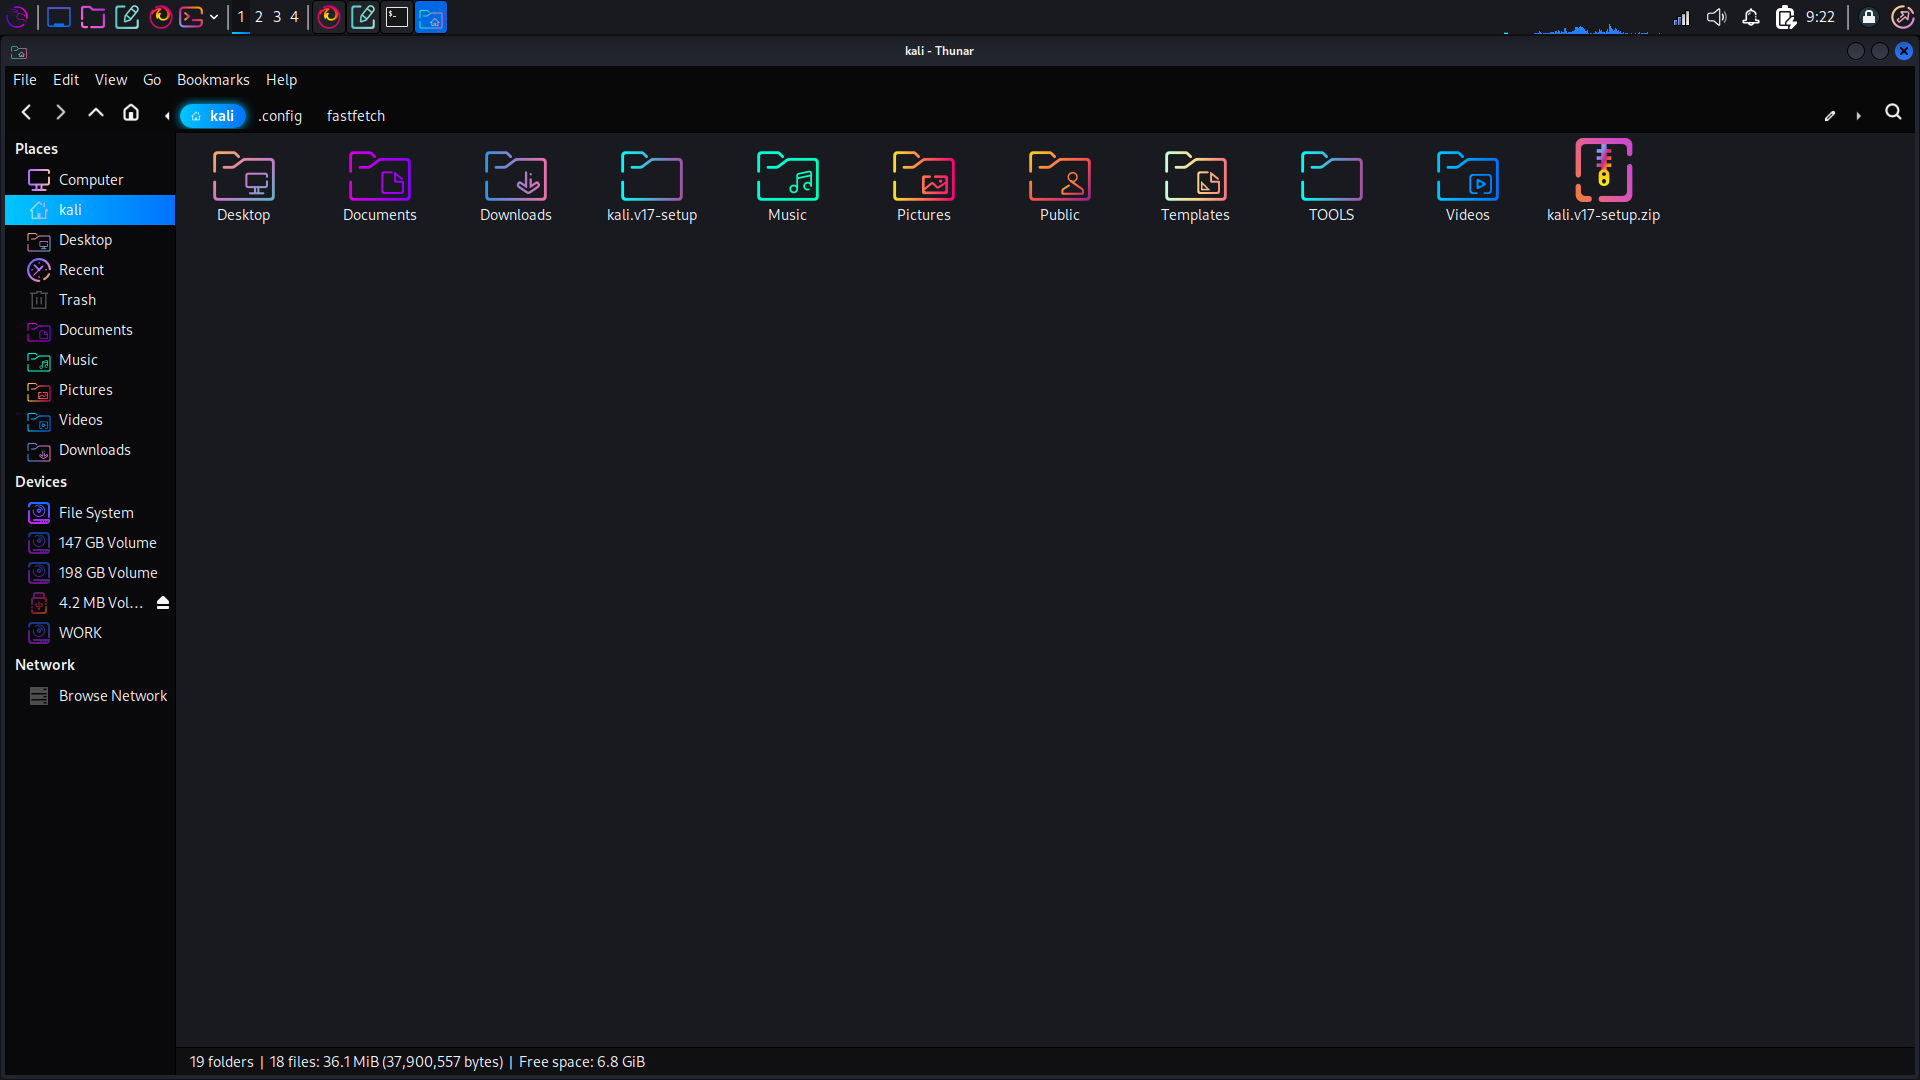 1 2 3 4
9:22
kali - Thunar
File Edit View Go Bookmarks Help
kali .config fastfetch
Places
Computer
kali
Desktop
Recent
Trash
Documents
Music
Pictures
Videos
Downloads
Devices
File System
147 GB Volume
198 GB Volume
4.2 MB Vol...
WORK
Network
Browse Network
Desktop Documents Downloads kali.v17-setup Music Pictures Public Templates TOOLS Videos kali.v17-setup.zip
19 folders | 18 files: 36.1 MiB (37,900,557 bytes) | Free space: 6.8 GiB